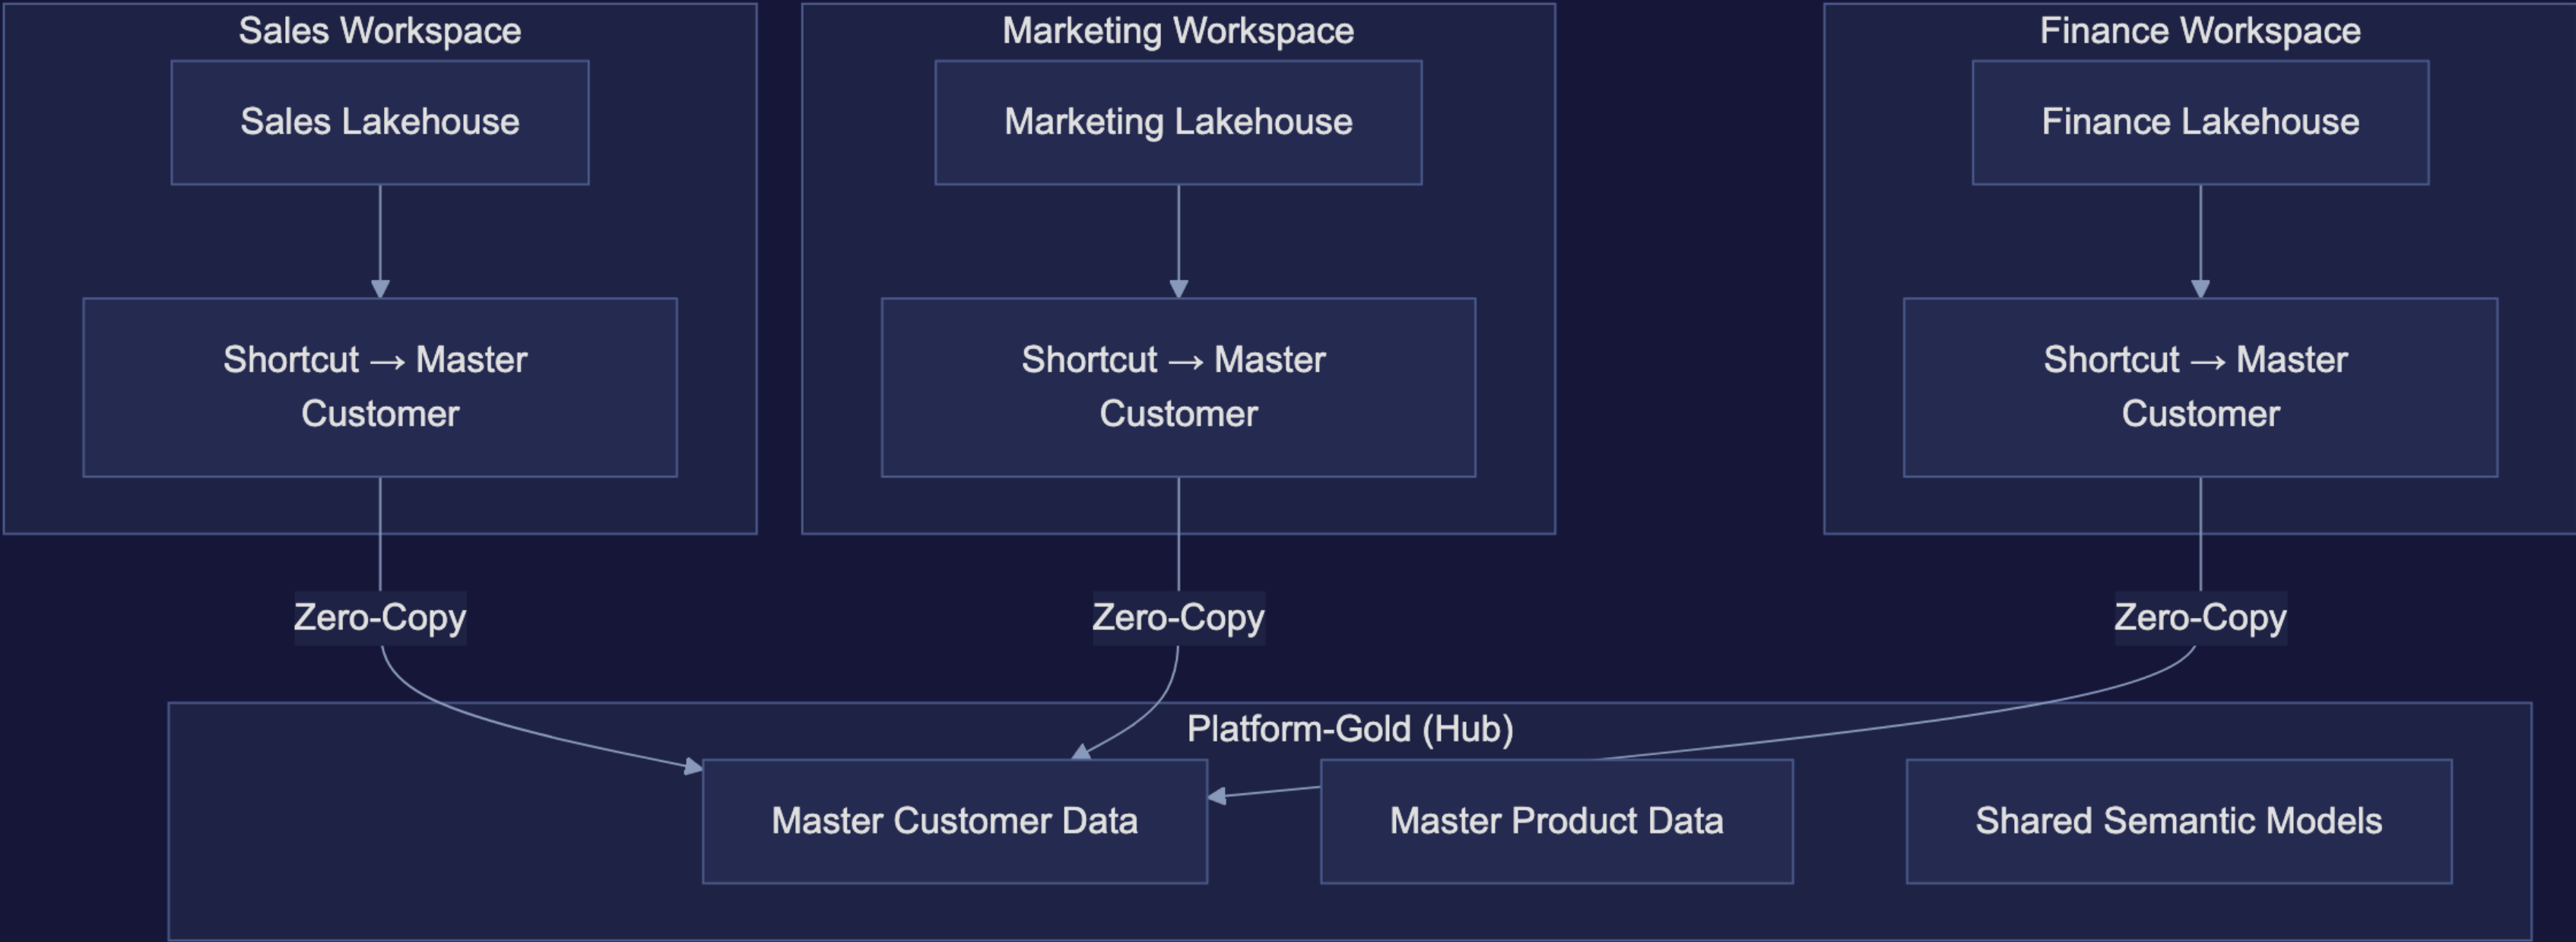 Sales Workspace
Marketing Workspace
Finance Workspace
Sales Lakehouse
Marketing Lakehouse
Finance Lakehouse
Shortcut → Master
Customer
Shortcut → Master
Customer
Shortcut → Master
Customer
Zero-Copy
Zero-Copy
Zero-Copy
Platform-Gold (Hub)
Master Customer Data
Master Product Data
Shared Semantic Models